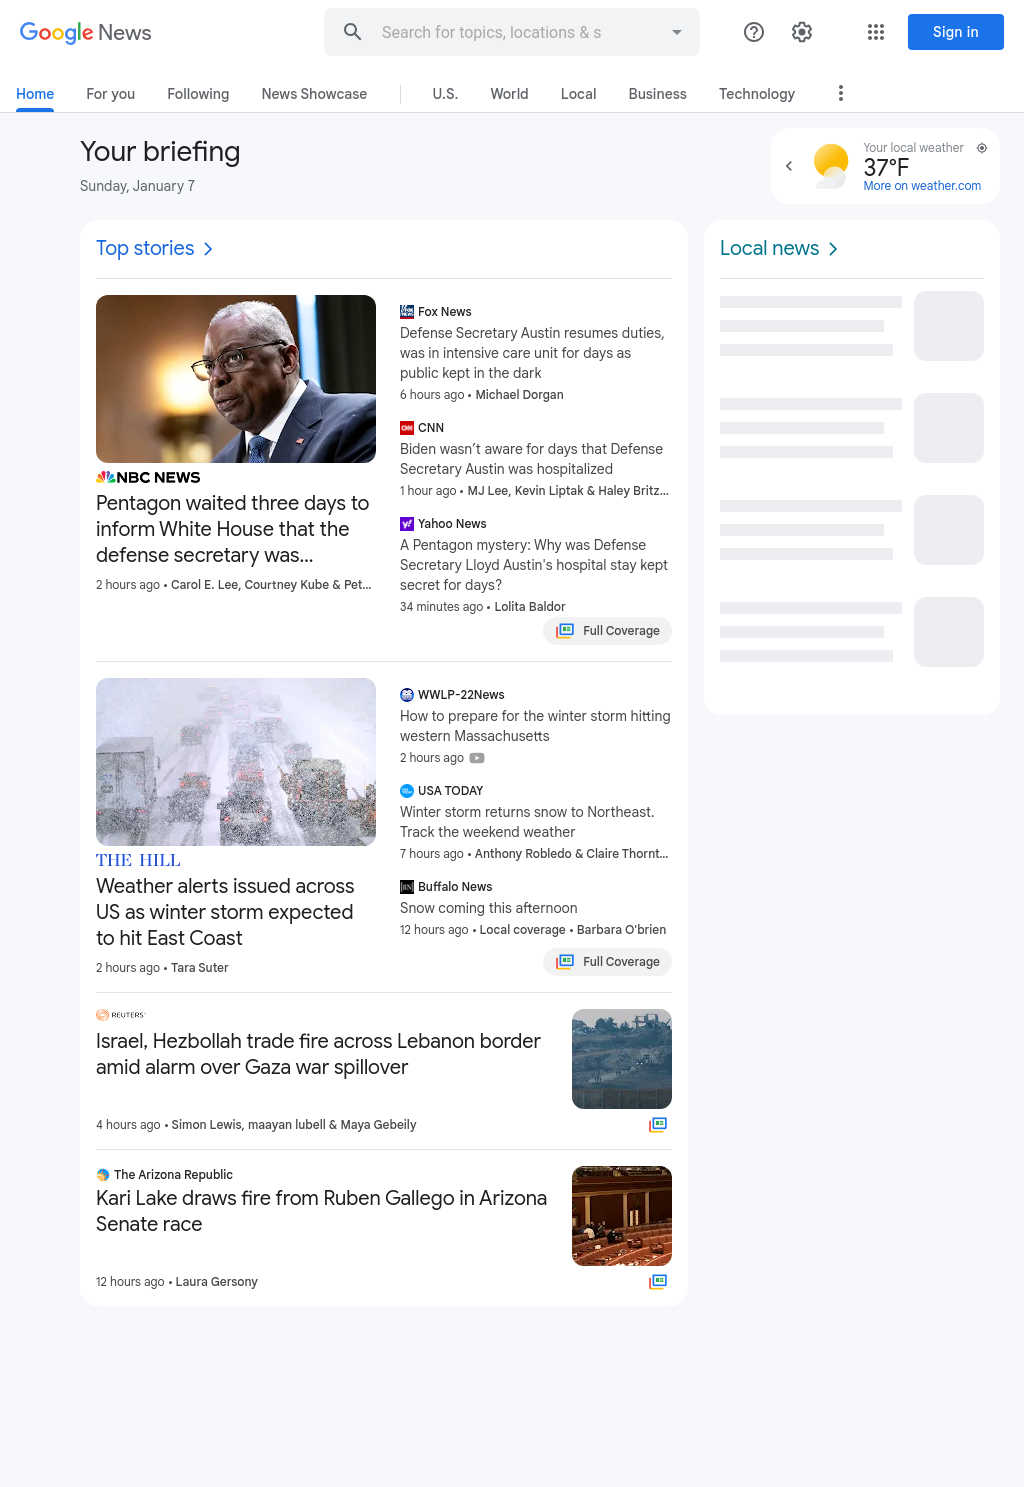 Google News
Search for topics, locations & s
Sign in
Home
For you
Following
News Showcase
U.S.
World
Local
Business
Technology
Your briefing
Sunday, January 7
Your local weather
37°F
More on weather.com
Top stories
NBC NEWS
Pentagon waited three days to
inform White House that the
defense secretary was...
2 hours ago • Carol E. Lee, Courtney Kube & Pet...
Fox News
Defense Secretary Austin resumes duties,
was in intensive care unit for days as
public kept in the dark
6 hours ago • Michael Dorgan
CNN
Biden wasn’t aware for days that Defense
Secretary Austin was hospitalized
1 hour ago • MJ Lee, Kevin Liptak & Haley Britz...
Yahoo News
A Pentagon mystery: Why was Defense
Secretary Lloyd Austin's hospital stay kept
secret for days?
34 minutes ago • Lolita Baldor
Full Coverage
THE HILL
Weather alerts issued across
US as winter storm expected
to hit East Coast
2 hours ago • Tara Suter
WWLP-22News
How to prepare for the winter storm hitting
western Massachusetts
2 hours ago
USA TODAY
Winter storm returns snow to Northeast.
Track the weekend weather
7 hours ago • Anthony Robledo & Claire Thornt...
Buffalo News
Snow coming this afternoon
12 hours ago • Local coverage • Barbara O'brien
Full Coverage
REUTERS
Israel, Hezbollah trade fire across Lebanon border
amid alarm over Gaza war spillover
4 hours ago • Simon Lewis, maayan lubell & Maya Gebeily
The Arizona Republic
Kari Lake draws fire from Ruben Gallego in Arizona
Senate race
12 hours ago • Laura Gersony
Local news